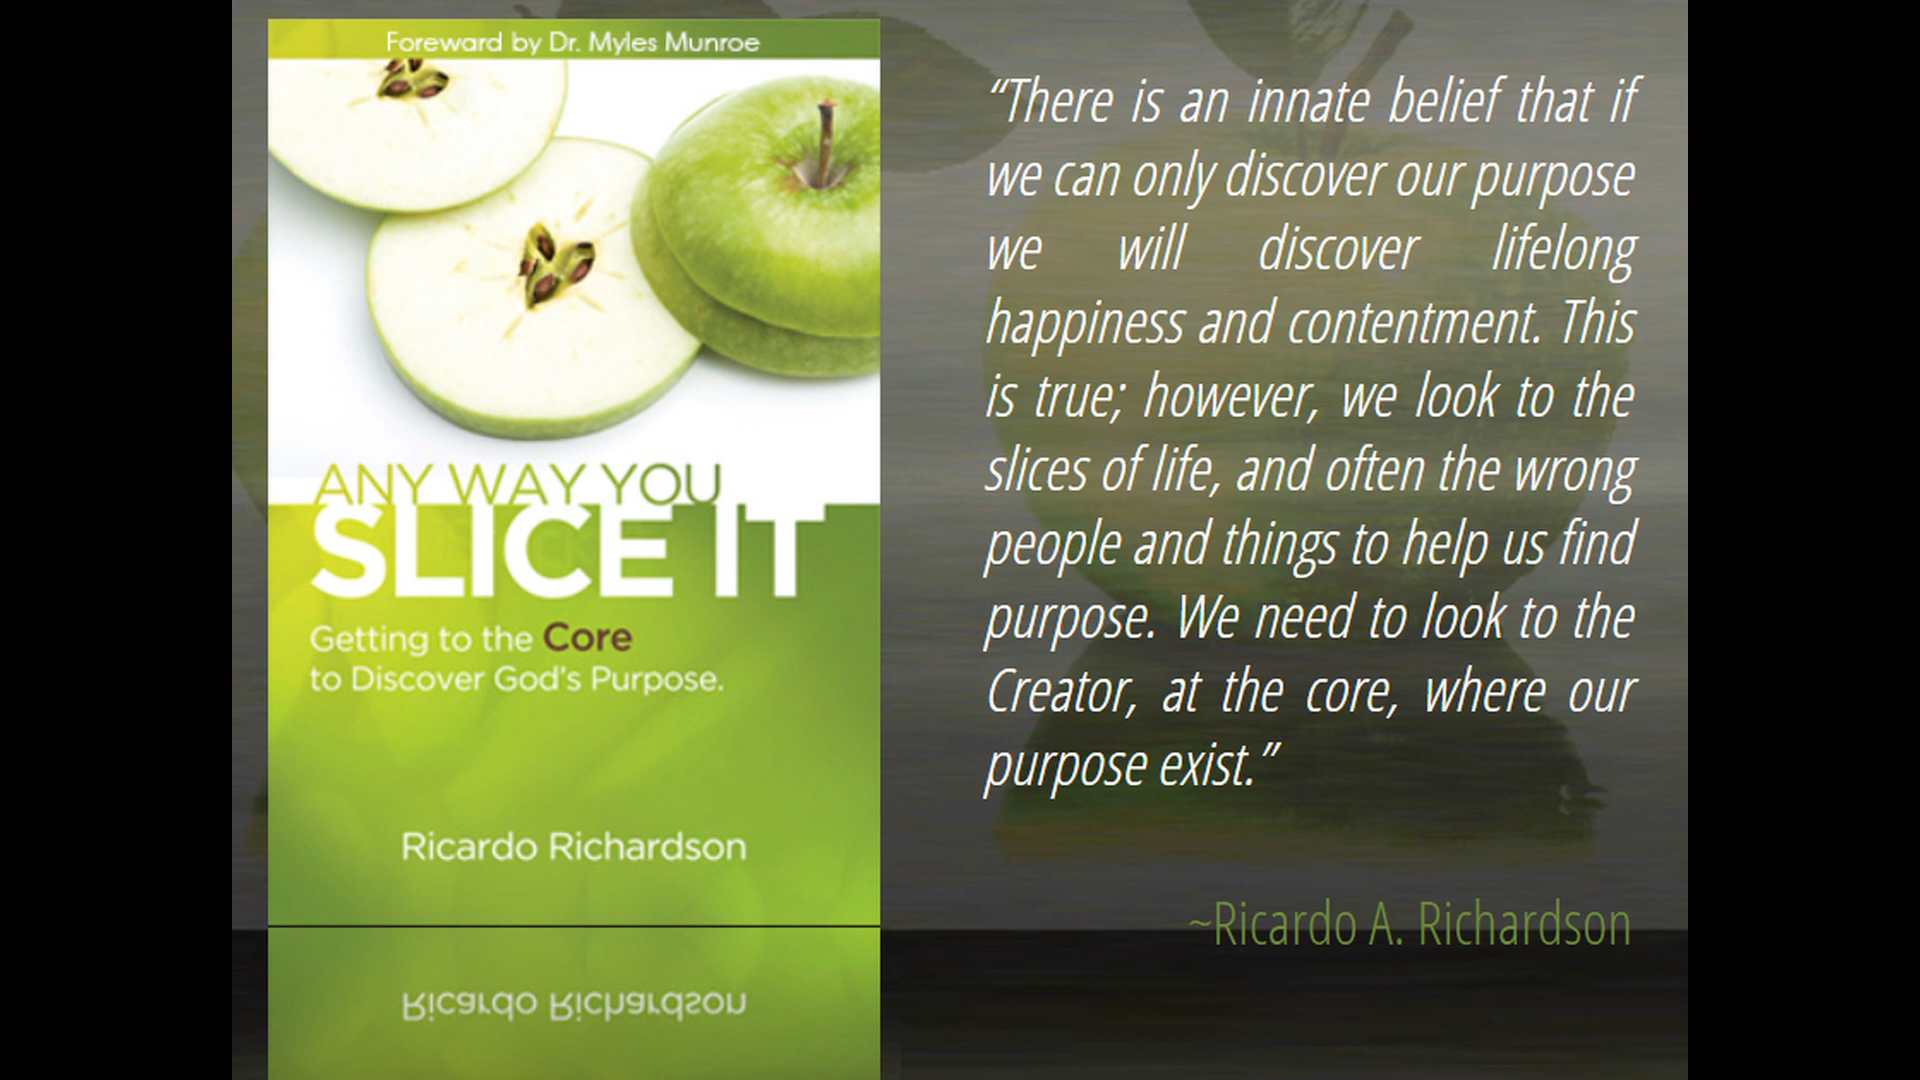 Foreward by Dr. Myles Munroe
ANY WAY YOU
SLICE IT
Getting to the Core
to Discover God's Purpose.
Ricardo Richardson
Ricardo Richardson
“There is an innate belief that if
we can only discover our purpose
we will discover lifelong
happiness and contentment. This
is true; however, we look to the
slices of life, and often the wrong
people and things to help us find
purpose. We need to look to the
Creator, at the core, where our
purpose exist.”
~Ricardo A. Richardson